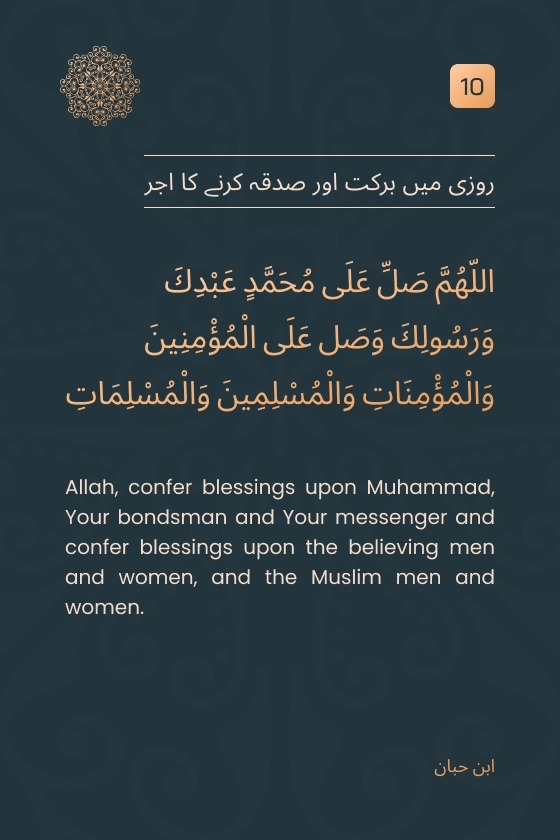 10
روزی میں برکت اور صدقہ کرنے کا اجر
اللّهُمَّ صَلِّ عَلَى مُحَمَّدٍ عَبْدِكَ
وَرَسُولِكَ وَصَل عَلَى الْمُؤْمِنِينَ
وَالْمُؤْمِنَاتِ وَالْمُسْلِمِينَ وَالْمُسْلِمَاتِ
Allah, confer blessings upon Muhammad,
Your bondsman and Your messenger and
confer blessings upon the believing men
and women, and the Muslim men and
women.
ابن حبان